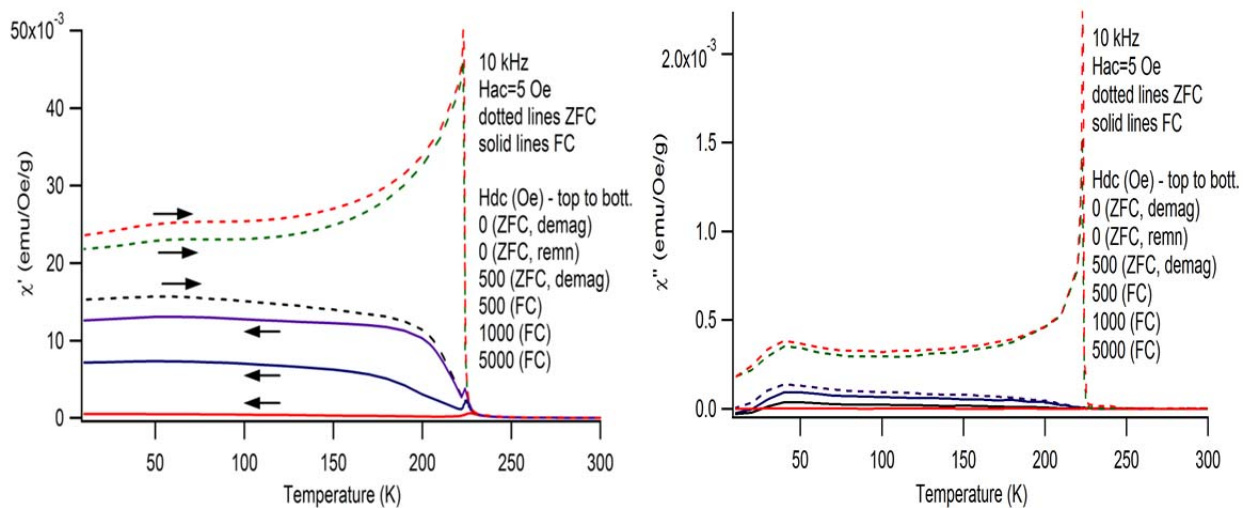 50x10-3
40
30
20
10
0
χ' (emu/Oe/g)
50
100
150
200
250
300
Temperature (K)
10 kHz
Hac=5 Oe
dotted lines ZFC
solid lines FC
Hdc (Oe) - top to bott.
0 (ZFC, demag)
0 (ZFC, remn)
500 (ZFC, demag)
500 (FC)
1000 (FC)
5000 (FC)
2.0x10-3
1.5
1.0
0.5
0.0
χ" (emu/Oe/g)
50
100
150
200
250
300
Temperature (K)
10 kHz
Hac=5 Oe
dotted lines ZFC
solid lines FC
Hdc (Oe) - top to bott.
0 (ZFC, demag)
0 (ZFC, remn)
500 (ZFC, demag)
500 (FC)
1000 (FC)
5000 (FC)